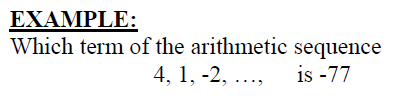 EXAMPLE:
Which term of the arithmetic sequence
4, 1, -2, …, is -77